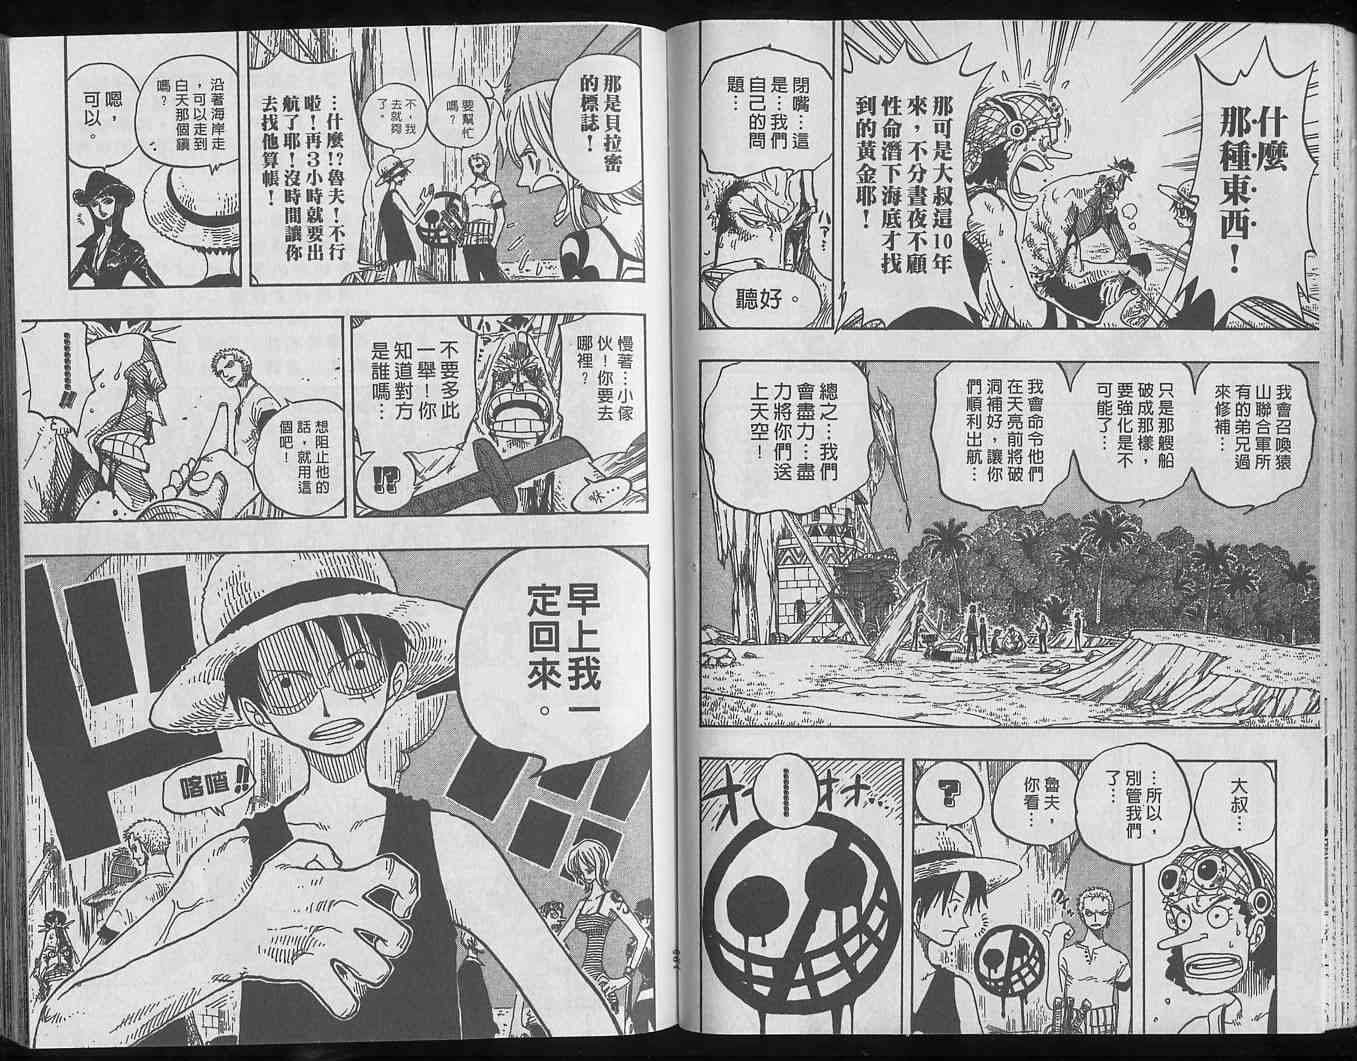 什麼
那種東西！
那可是大叔這10年
來，不分晝夜不顧
性命潛下海底才找
到的黃金耶！
閉嘴…這
是…我們
自己的問
題…
聽好。
我會召喚猿
山聯合軍所
有的弟兄過
來修補…
只是那艘船
破成那樣，
要強化是不
可能了…
我會命令他們
在天亮前將破
洞補好，讓你
們順利出航…
總之…我們
會盡力…盡
力將你們送
上天空！
大叔…
…所以，
別管我們
了…
魯夫，
你看…
？
…………
那是貝拉密
的標誌！
要幫忙
嗎？
不，我
去就夠
了。
…什麼！？魯夫！不行
啦！再3小時就要出
航了耶！沒時間讓你
去找他算帳！
沿著海岸走
，可以走到
白天那個鎮
嗎？
嗯，
可以。
慢著…小傢
伙！你要去
哪裡？
不要多此
一舉！你
知道對方
是誰嗎…
咻……
！？
想阻止他的
話，就用這
個吧！
…………！！
早上我一
定回來。
喀喳！！